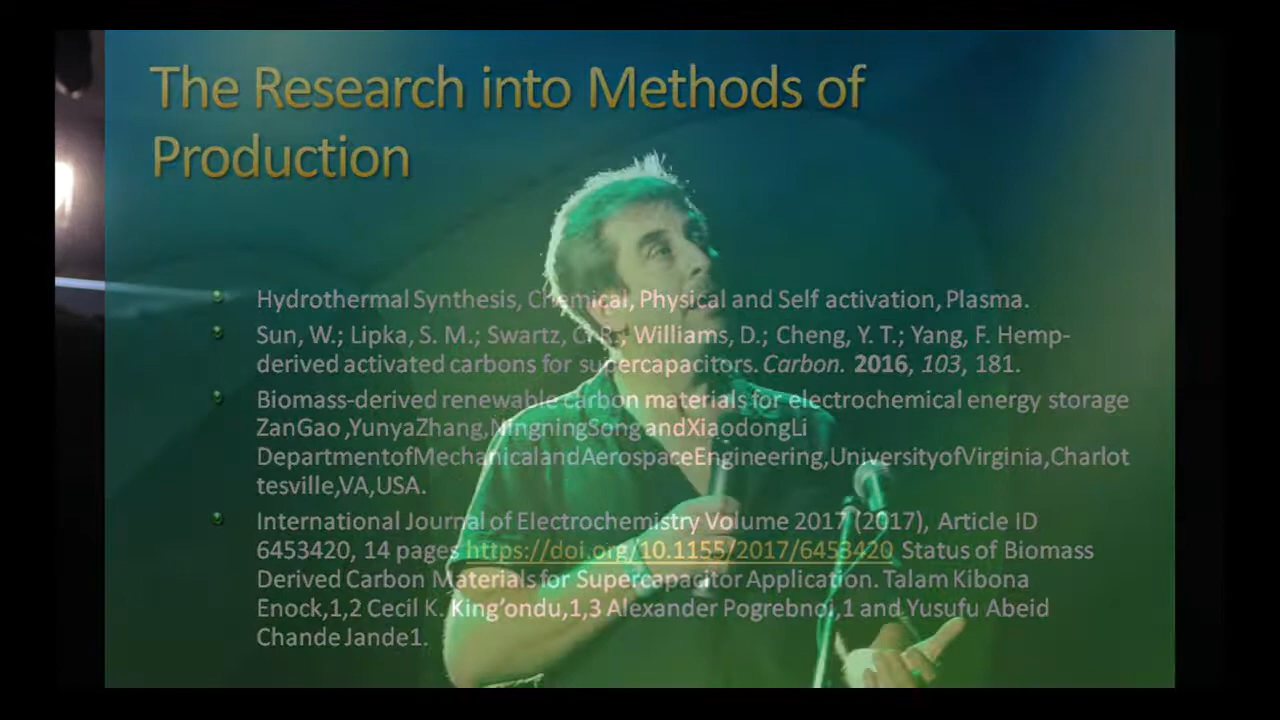 The Research into Methods of
Production
Hydrothermal Synthesis, Chemical, Physical and Self activation, Plasma.
Sun, W.; Lipka, S. M.; Swartz, C. R.; Williams, D.; Cheng, Y. T.; Yang, F. Hemp-
derived activated carbons for supercapacitors. Carbon. 2016, 103, 181.
Biomass-derived renewable carbon materials for electrochemical energy storage
ZanGao ,YunyaZhang,NingningSong andXiaodongLi
DepartmentofMechanicalandAerospaceEngineering,UniversityofVirginia,Charlot
tesville,VA,USA.
International Journal of Electrochemistry Volume 2017 (2017), Article ID
6453420, 14 pages https://doi.org/10.1155/2017/6453420 Status of Biomass
Derived Carbon Materials for Supercapacitor Application. Talam Kibona
Enock,1,2 Cecil K. King’ondu,1,3 Alexander Pogrebnoi,1 and Yusufu Abeid
Chande Jande1.